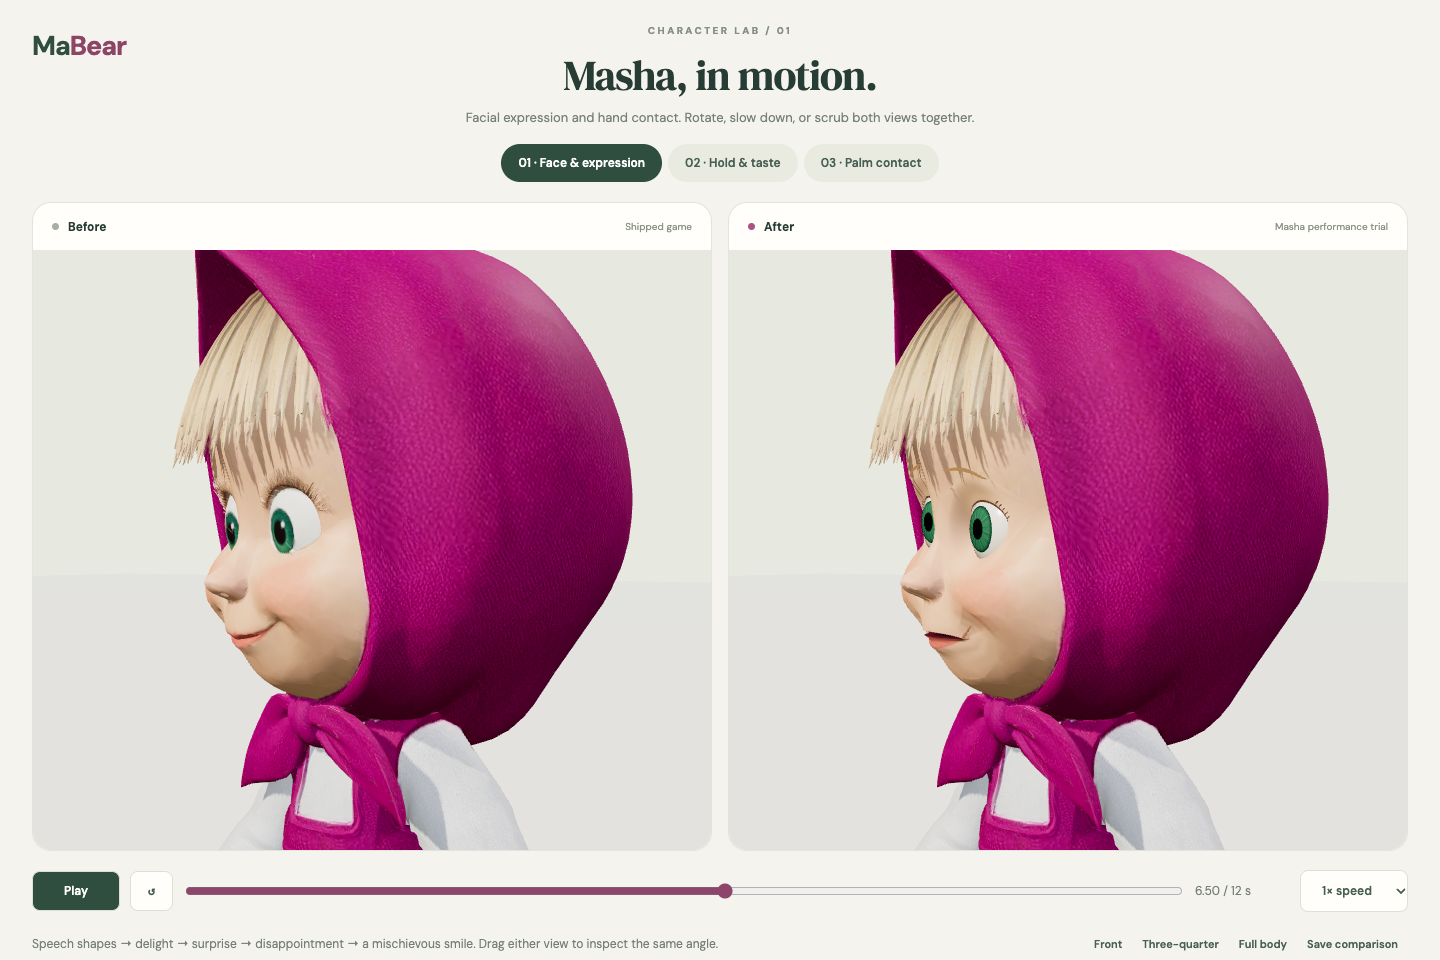 MaBear
CHARACTER LAB / 01
Masha, in motion.
Facial expression and hand contact. Rotate, slow down, or scrub both views together.
01 · Face & expression
02 · Hold & taste
03 · Palm contact
Before
Shipped game
After
Masha performance trial
Play
↺
6.50 / 12 s
1× speed
Speech shapes → delight → surprise → disappointment → a mischievous smile. Drag either view to inspect the same angle.
Front
Three-quarter
Full body
Save comparison